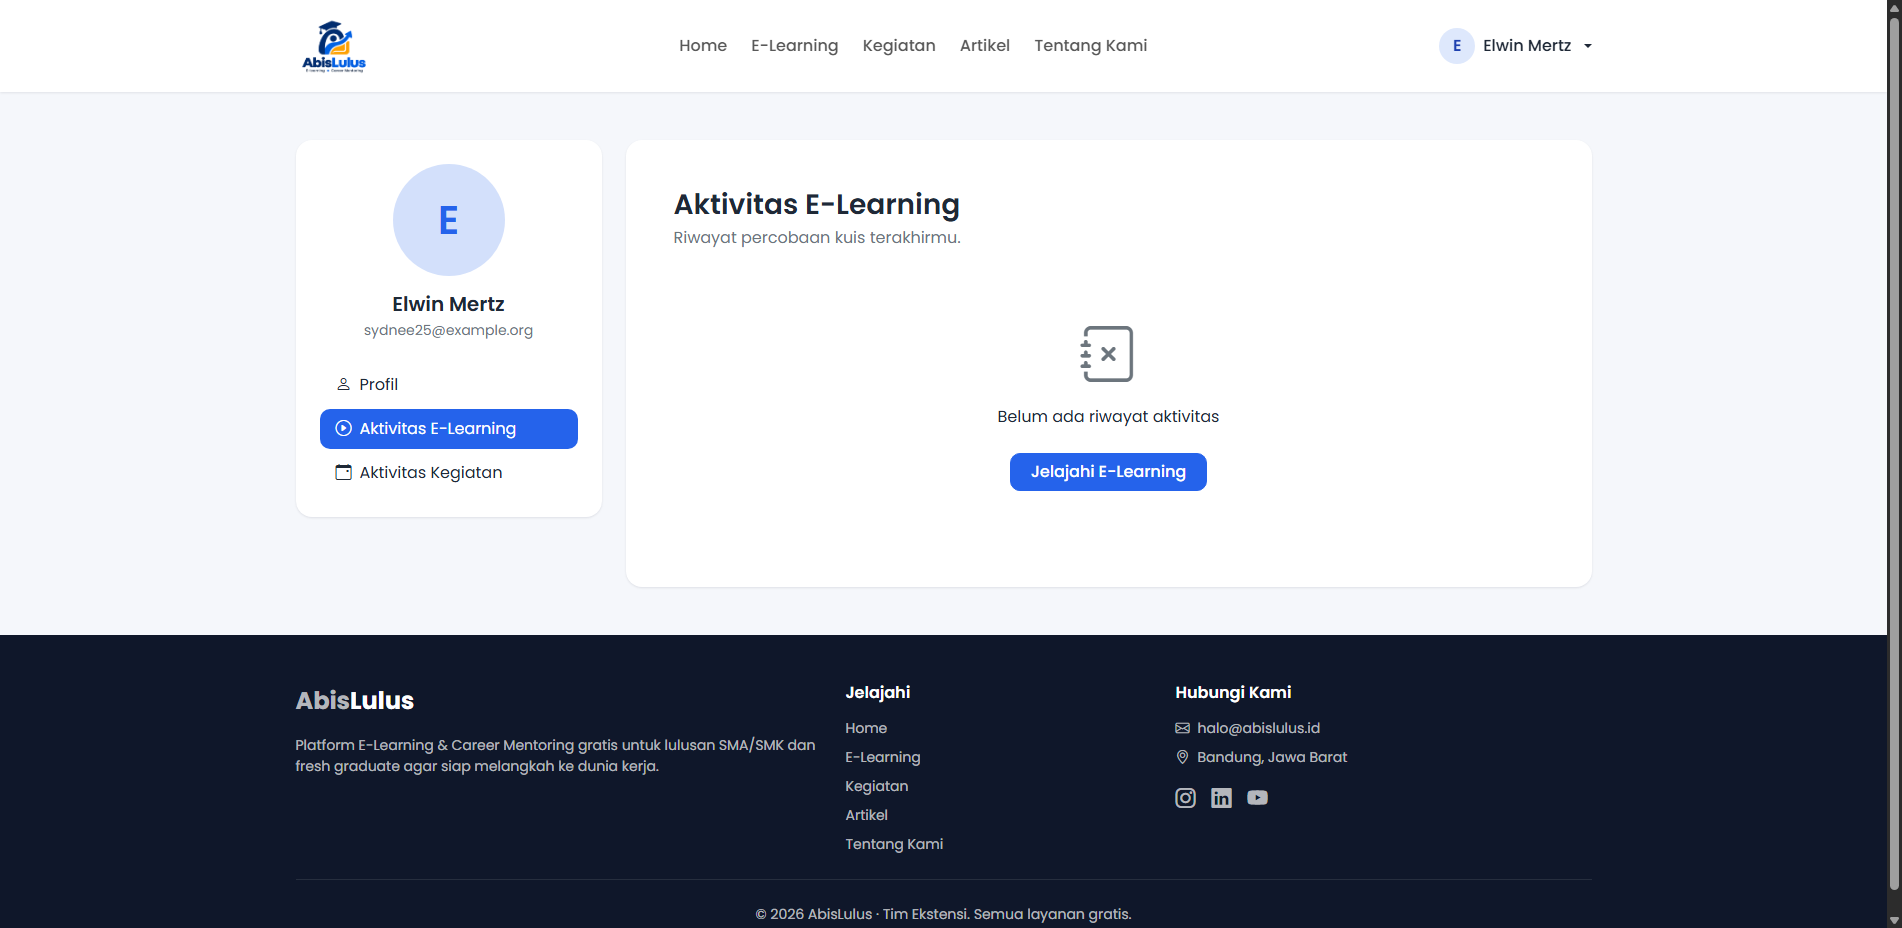 AbisLulus
Home
E-Learning
Kegiatan
Artikel
Tentang Kami
E
Elwin Mertz
E
Elwin Mertz
sydnee25@example.org
Profil
Aktivitas E-Learning
Aktivitas Kegiatan
Aktivitas E-Learning
Riwayat percobaan kuis terakhirmu.
Belum ada riwayat aktivitas
Jelajahi E-Learning
AbisLulus
Platform E-Learning & Career Mentoring gratis untuk lulusan SMA/SMK dan
fresh graduate agar siap melangkah ke dunia kerja.
Jelajahi
Home
E-Learning
Kegiatan
Artikel
Tentang Kami
Hubungi Kami
halo@abislulus.id
Bandung, Jawa Barat
© 2026 AbisLulus · Tim Ekstensi. Semua layanan gratis.